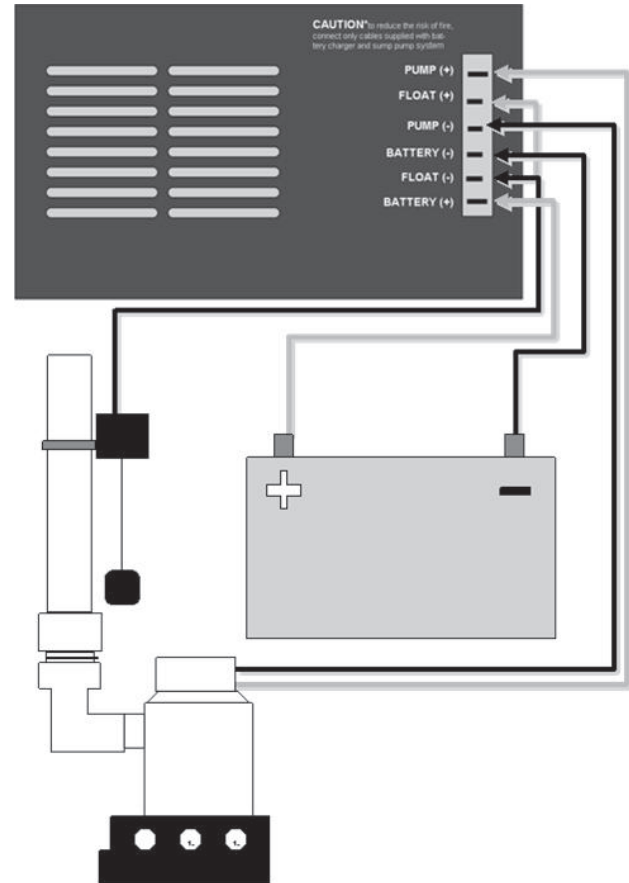 CAUTION* to reduce the risk of fire,
connect only cables supplied with bat-
tery charger and sump pump system
PUMP (+)
FLOAT (+)
PUMP (-)
BATTERY (-)
FLOAT (-)
BATTERY (+)
+
-